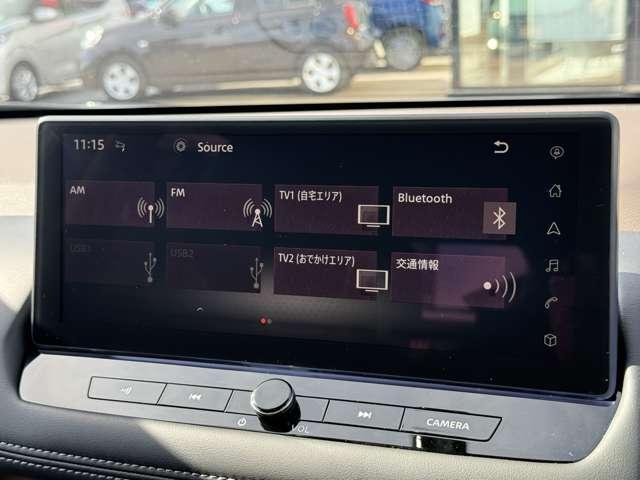 11:15
Source
AM
FM
TV1 (自宅エリア)
Bluetooth
USB1
USB2
TV2 (おでかけエリア)
交通情報
VOL
CAMERA